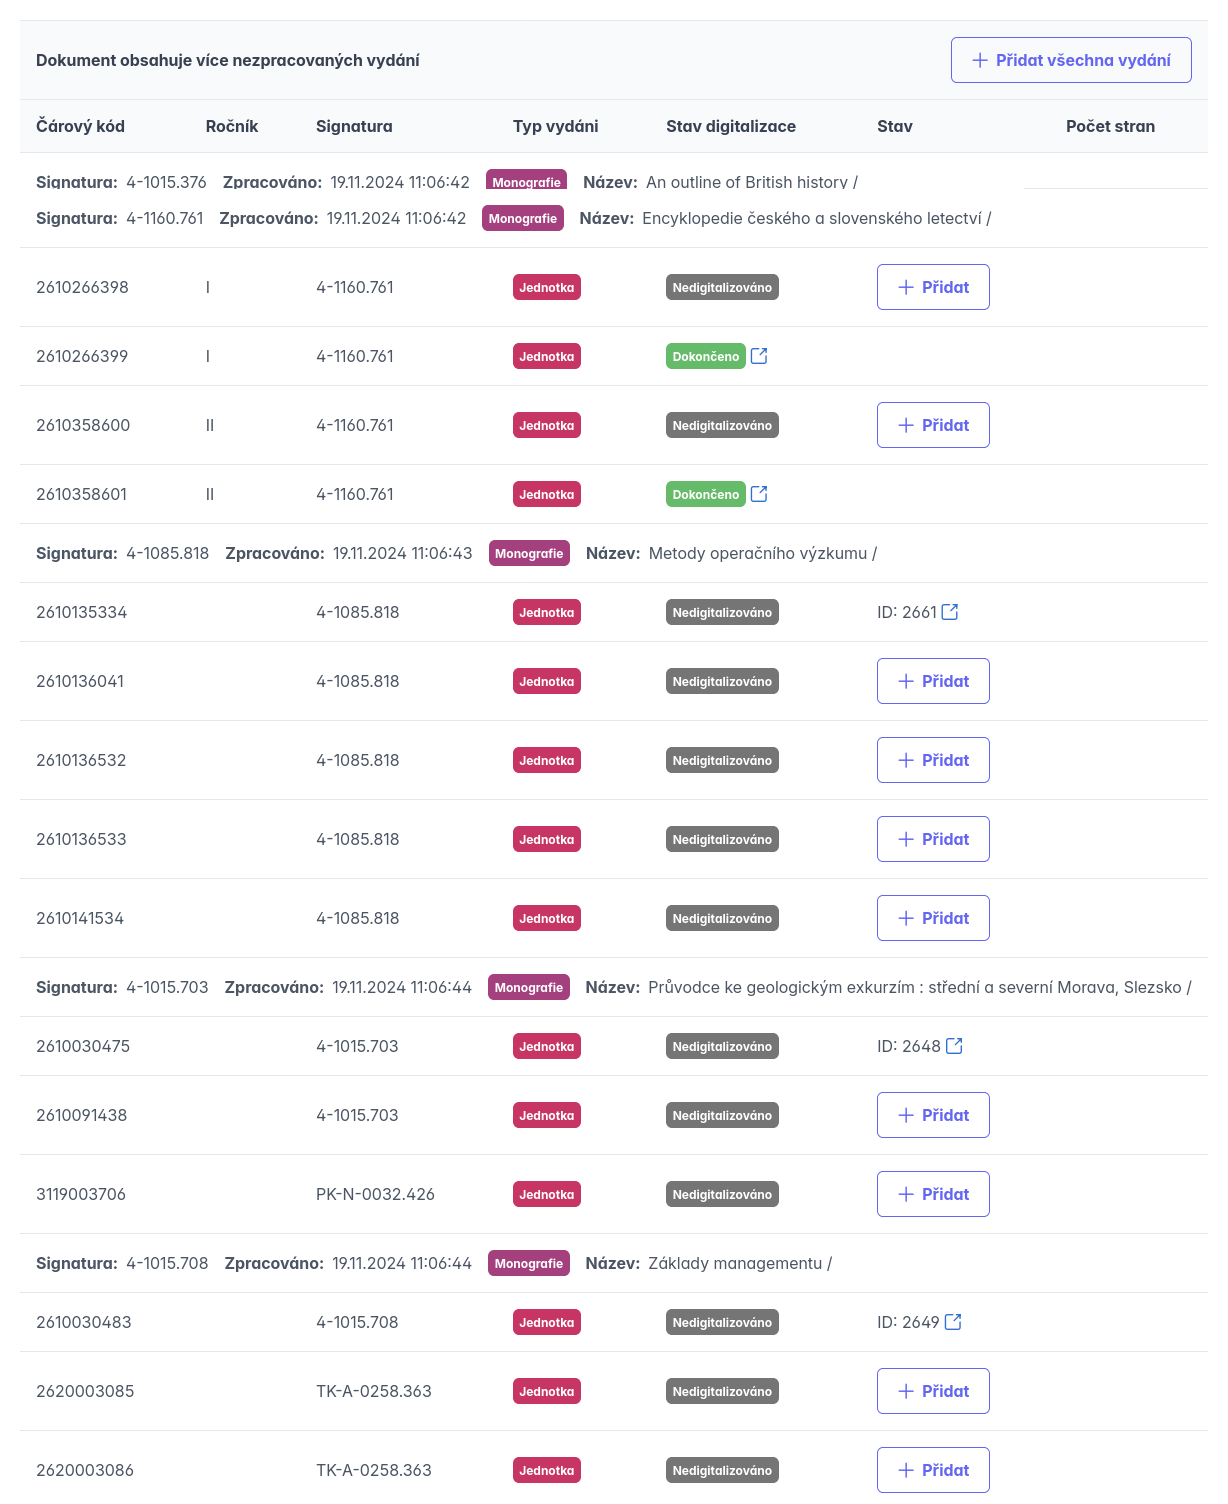 Dokument obsahuje více nezpracovaných vydání Přidat všechna vydání
Čárový kód Ročník Signatura Typ vydáni Stav digitalizace Stav Počet stran
Signatura: 4-1015.376 Zpracováno: 19.11.2024 11:06:42 Monografie Název: An outline of British history /
Signatura: 4-1160.761 Zpracováno: 19.11.2024 11:06:42 Monografie Název: Encyklopedie českého a slovenského letectví /
2610266398 I 4-1160.761 Jednotka Nedigitalizováno Přidat
2610266399 I 4-1160.761 Jednotka Dokončeno
2610358600 II 4-1160.761 Jednotka Nedigitalizováno Přidat
2610358601 II 4-1160.761 Jednotka Dokončeno
Signatura: 4-1085.818 Zpracováno: 19.11.2024 11:06:43 Monografie Název: Metody operačního výzkumu /
2610135334 4-1085.818 Jednotka Nedigitalizováno ID: 2661
2610136041 4-1085.818 Jednotka Nedigitalizováno Přidat
2610136532 4-1085.818 Jednotka Nedigitalizováno Přidat
2610136533 4-1085.818 Jednotka Nedigitalizováno Přidat
2610141534 4-1085.818 Jednotka Nedigitalizováno Přidat
Signatura: 4-1015.703 Zpracováno: 19.11.2024 11:06:44 Monografie Název: Průvodce ke geologickým exkurzím : střední a severní Morava, Slezsko /
2610030475 4-1015.703 Jednotka Nedigitalizováno ID: 2648
2610091438 4-1015.703 Jednotka Nedigitalizováno Přidat
3119003706 PK-N-0032.426 Jednotka Nedigitalizováno Přidat
Signatura: 4-1015.708 Zpracováno: 19.11.2024 11:06:44 Monografie Název: Základy managementu /
2610030483 4-1015.708 Jednotka Nedigitalizováno ID: 2649
2620003085 TK-A-0258.363 Jednotka Nedigitalizováno Přidat
2620003086 TK-A-0258.363 Jednotka Nedigitalizováno Přidat